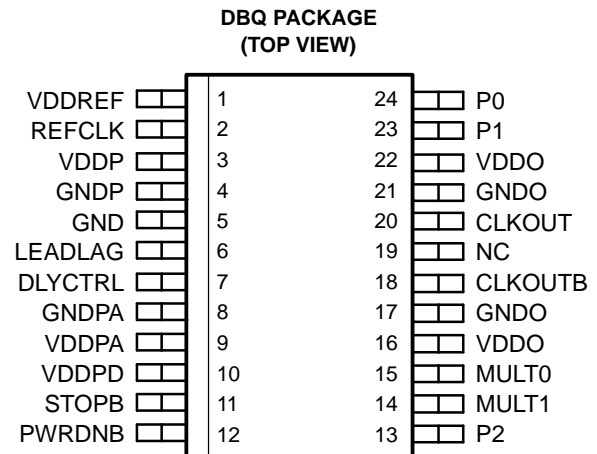 DBQ PACKAGE
(TOP VIEW)
VDDREF 1 24 P0
REFCLK 2 23 P1
VDDP 3 22 VDDO
GNDP 4 21 GNDO
GND 5 20 CLKOUT
LEADLAG 6 19 NC
DLYCTRL 7 18 CLKOUTB
GNDPA 8 17 GNDO
VDDPA 9 16 VDDO
VDDPD 10 15 MULT0
STOPB 11 14 MULT1
PWRDNB 12 13 P2